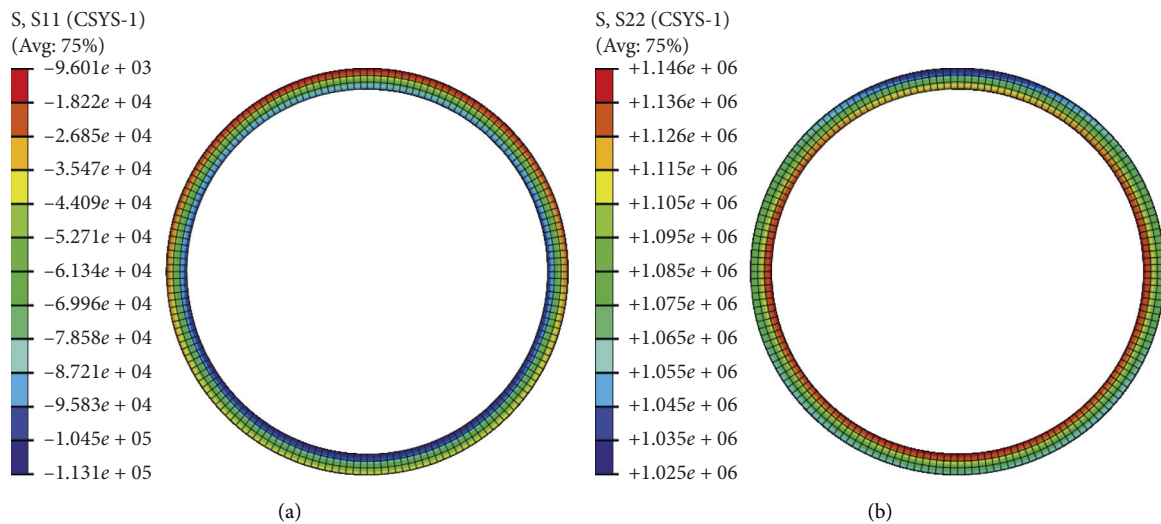 S, S11 (CSYS-1)
(Avg: 75%)
–9.601e + 03
–1.822e + 04
–2.685e + 04
–3.547e + 04
–4.409e + 04
–5.271e + 04
–6.134e + 04
–6.996e + 04
–7.858e + 04
–8.721e + 04
–9.583e + 04
–1.045e + 05
–1.131e + 05
(a)
S, S22 (CSYS-1)
(Avg: 75%)
+1.146e + 06
+1.136e + 06
+1.126e + 06
+1.115e + 06
+1.105e + 06
+1.095e + 06
+1.085e + 06
+1.075e + 06
+1.065e + 06
+1.055e + 06
+1.045e + 06
+1.035e + 06
+1.025e + 06
(b)